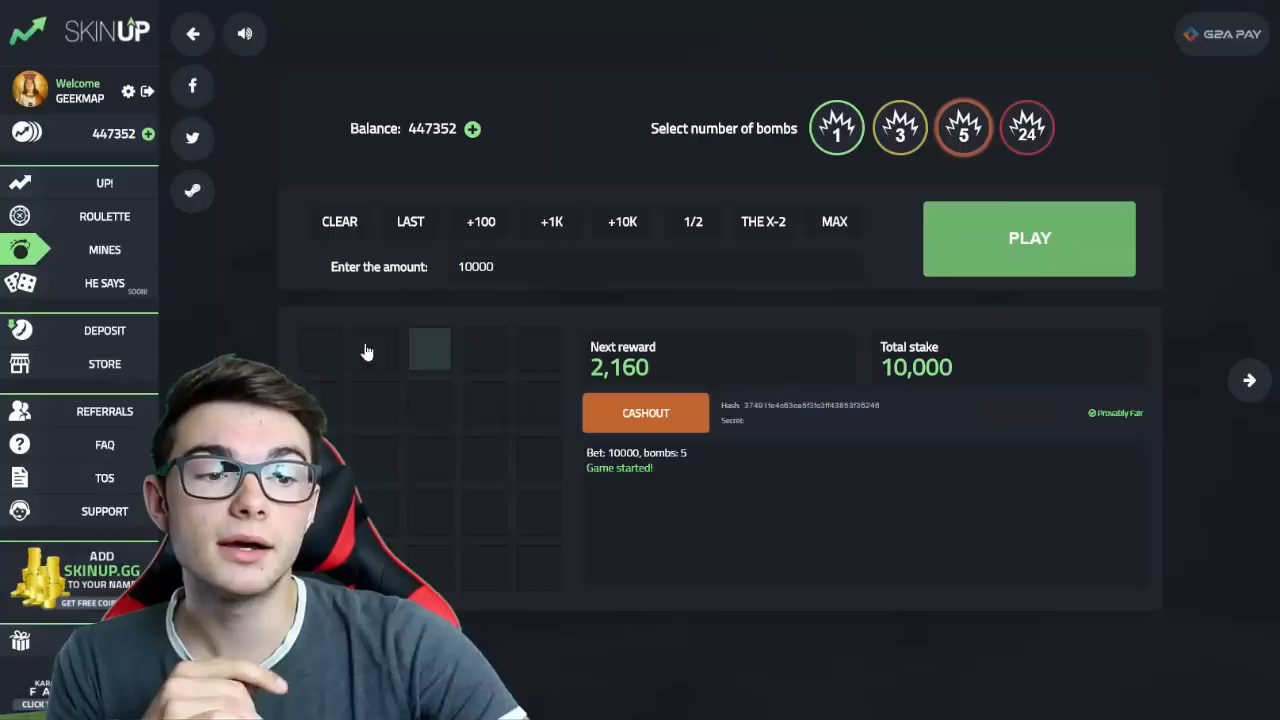 SKINUP
G2A PAY
Welcome
GEEKMAP
447352
Balance: 447352
Select number of bombs
1
3
5
24
UP!
ROULETTE
MINES
HE SAYS
SOON!
DEPOSIT
STORE
REFERRALS
FAQ
TOS
SUPPORT
ADD
SKINUP.GG
TO YOUR NAME
GET FREE COI
CLEAR
LAST
+100
+1K
+10K
1/2
THE X-2
MAX
PLAY
Enter the amount: 10000
Next reward
2,160
Total stake
10,000
CASHOUT
Secret:
Provably Fair
Bet: 10000, bombs: 5
Game started!